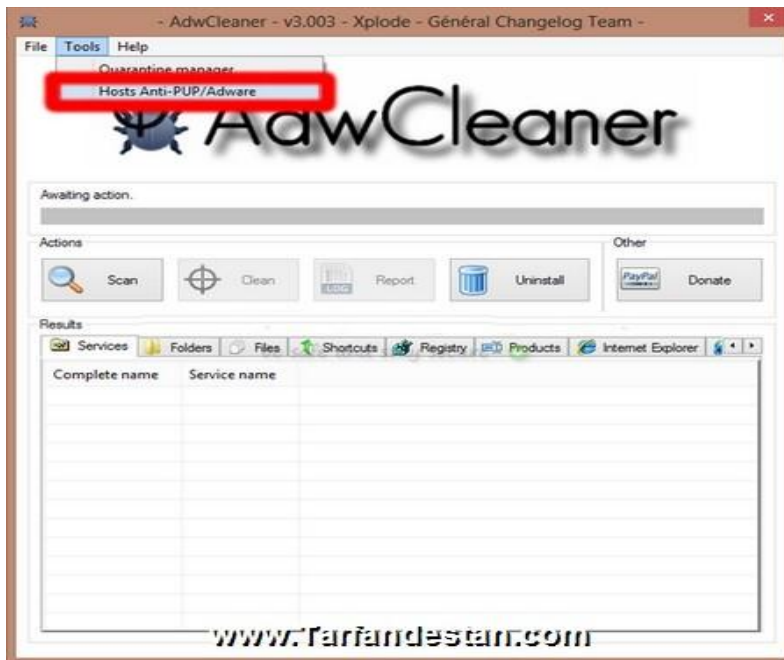 - AdwCleaner - v3.003 - Xplode - Général Changelog Team -
File Tools Help
Quarantine manager
Hosts Anti-PUP/Adware
AdwCleaner
Awaiting action.
Actions
Other
Scan
Clean
LOG
Report
Uninstall
PayPal
Donate
Results
Services Folders Files Shortcuts Registry Products Internet Explorer
Complete name Service name
www.Tarfandestan.com